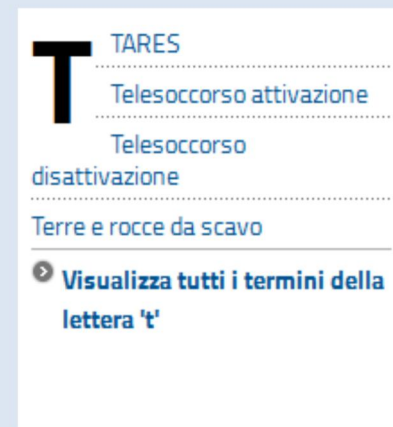 T
TARES
Telesoccorso attivazione
Telesoccorso
disattivazione
Terre e rocce da scavo
Visualizza tutti i termini della
lettera 't'